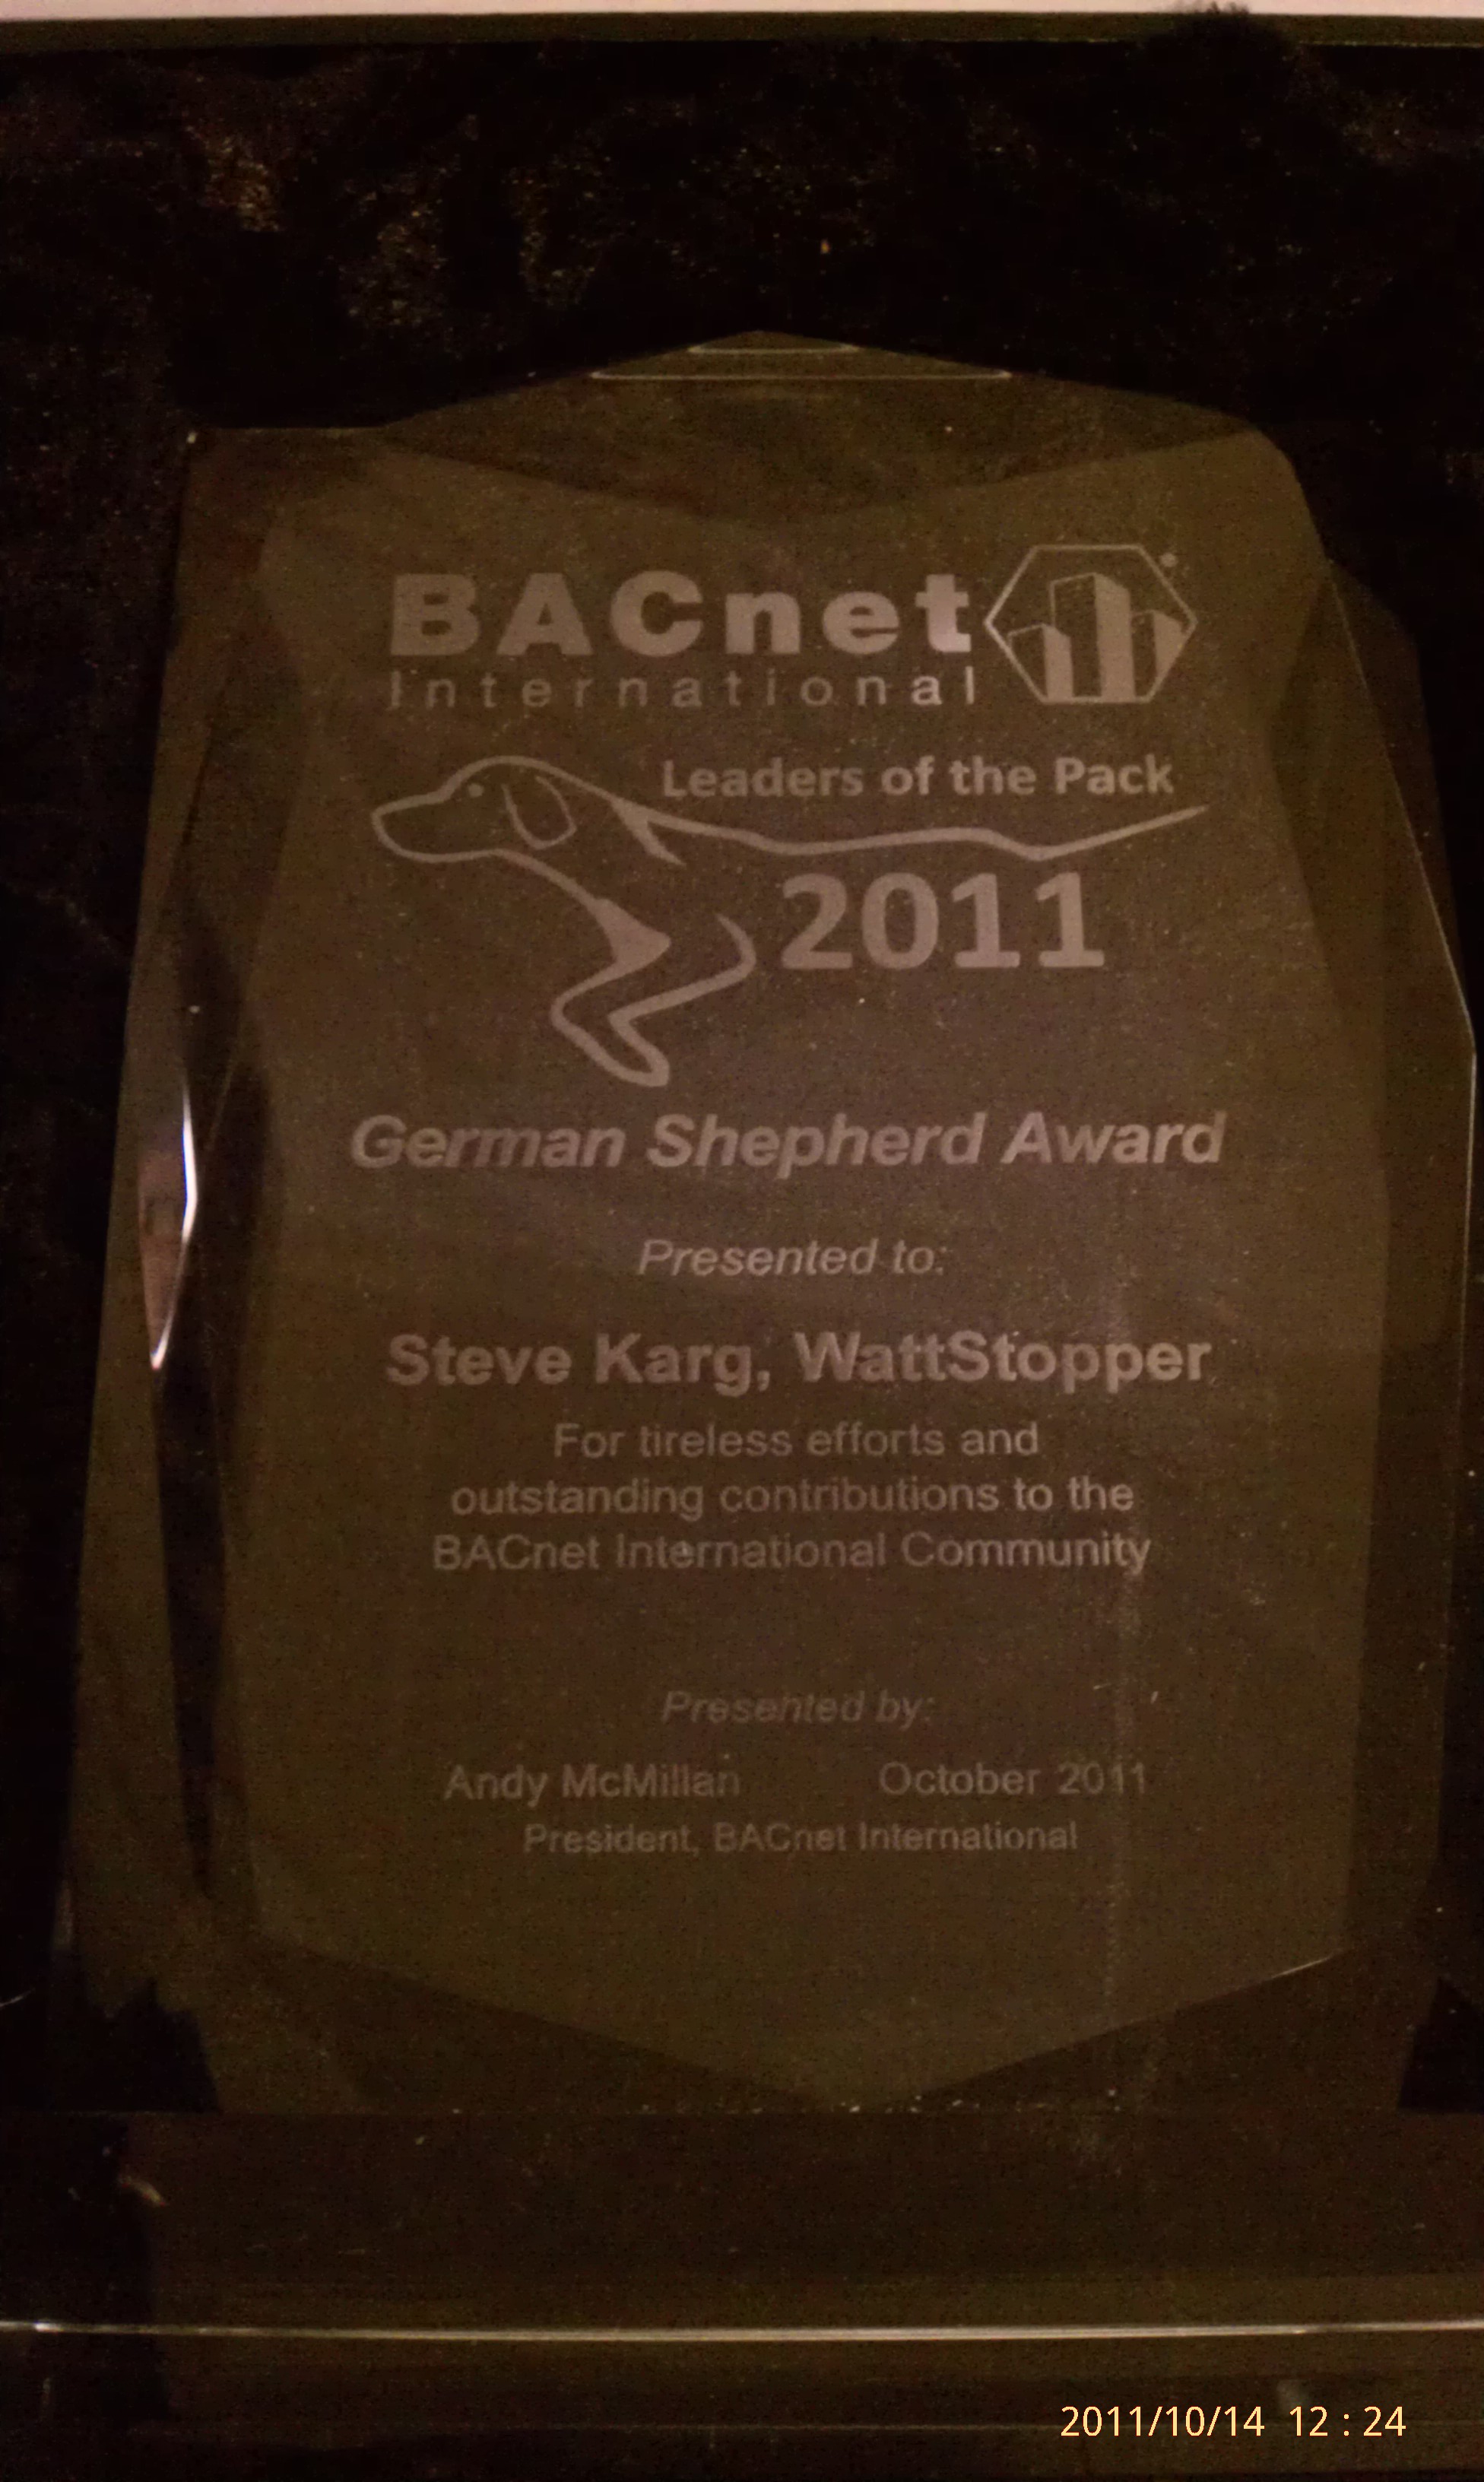 BACnet
International
Leaders of the Pack
2011
German Shepherd Award
Presented to:
Steve Karg, WattStopper
For tireless efforts and
outstanding contributions to the
BACnet International Community
Presented by:
Andy McMillan October 2011
President, BACnet International
2011/10/14 12:24